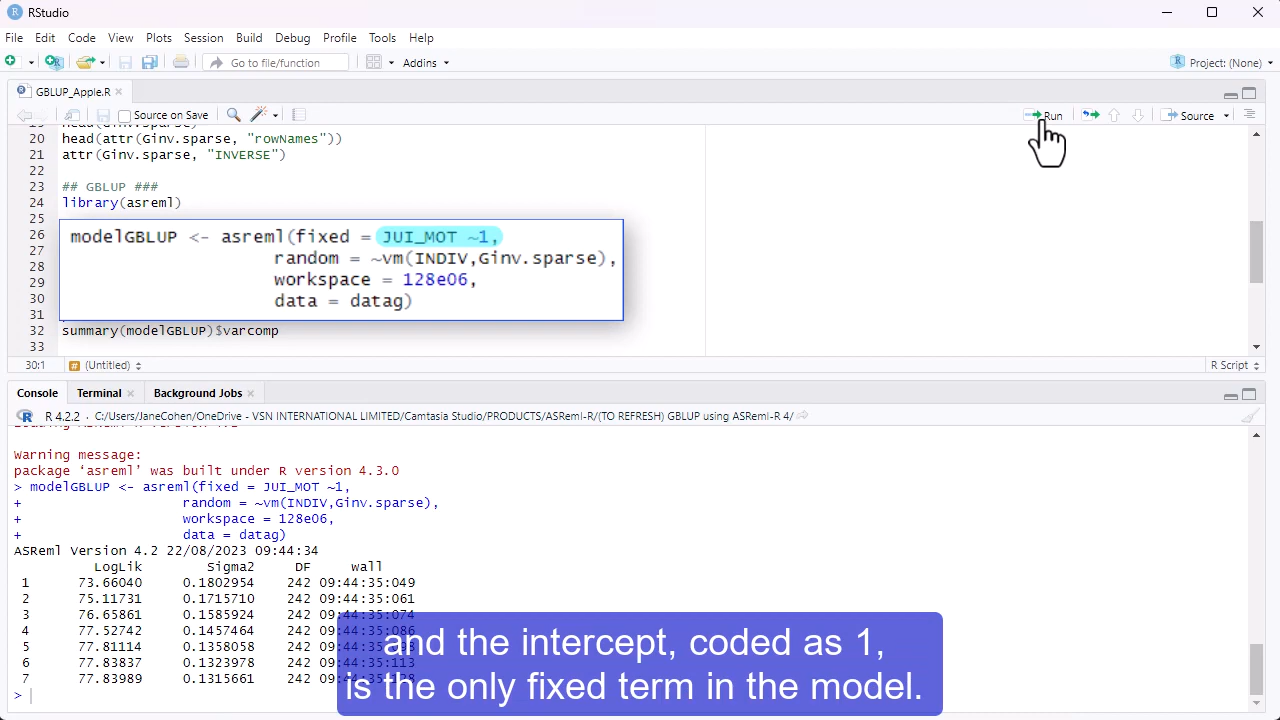 RStudio
File Edit Code View Plots Session Build Debug Profile Tools Help
Go to file/function Addins Project: (None)
GBLUP_Apple.R
Source on Save Run Source
20 head(attr(Ginv.sparse, "rowNames"))
21 attr(Ginv.sparse, "INVERSE")
22
23 ## GBLUP ###
24 library(asreml)
25
26 modelGBLUP <- asreml(fixed = JUI_MOT ~1,
27 random = ~vm(INDIV,Ginv.sparse),
28 workspace = 128e06,
29
30 data = datag)
31
32 summary(modelGBLUP)$varcomp
33
30:1 (Untitled) R Script
Console Terminal Background Jobs
R 4.2.2 · C:/Users/JaneCohen/OneDrive - VSN INTERNATIONAL LIMITED/Camtasia Studio/PRODUCTS/ASReml-R/(TO REFRESH) GBLUP using ASReml-R 4/
Warning message:
package ‘asreml’ was built under R version 4.3.0
> modelGBLUP <- asreml(fixed = JUI_MOT ~1,
+ random = ~vm(INDIV,Ginv.sparse),
+ workspace = 128e06,
+ data = datag)
ASReml Version 4.2 22/08/2023 09:44:34
LogLik Sigma2 DF wall
1 73.66040 0.1802954 242 09:44:35:049
2 75.11731 0.1715710 242 09:44:35:061
3 76.65861 0.1585924 242 09:44:35:074
4 77.52742 0.1457464 242 09:44:35:086
5 77.81114 0.1358058 242
6 77.83837 0.1323978 242 09:44:35:113
7 77.83989 0.1315661 242
>
and the intercept, coded as 1,
is the only fixed term in the model.